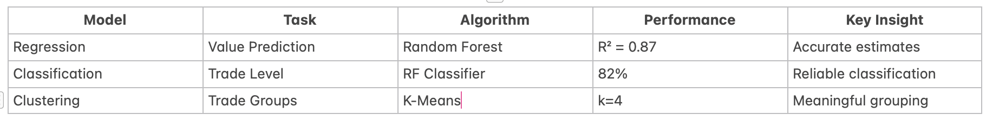 Model Task Algorithm Performance Key Insight
Regression Value Prediction Random Forest R² = 0.87 Accurate estimates
Classification Trade Level RF Classifier 82% Reliable classification
Clustering Trade Groups K-Means k=4 Meaningful grouping